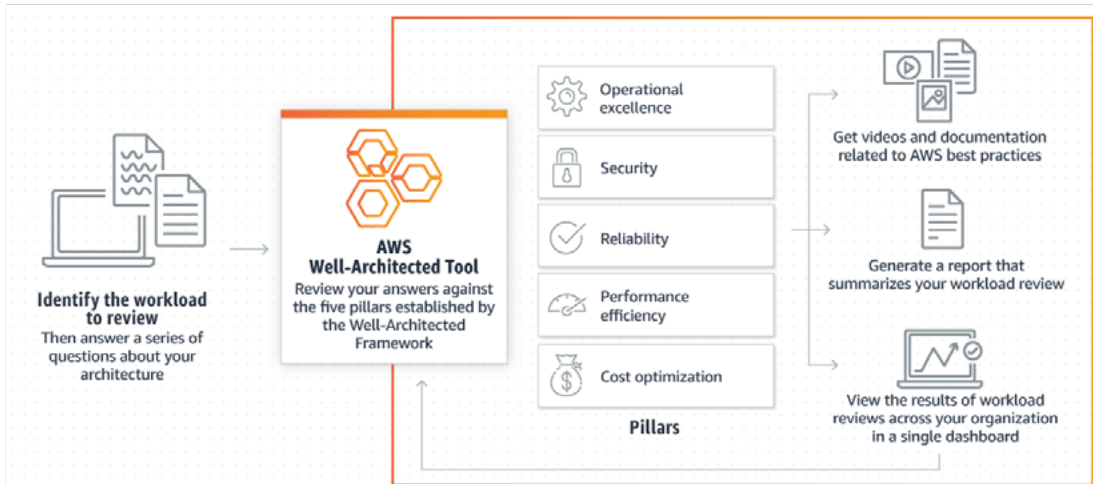 Identify the workload
to review
Then answer a series of
questions about your
architecture
AWS
Well-Architected Tool
Review your answers against
the five pillars established by
the Well-Architected
Framework
Operational
excellence
Security
Reliability
Performance
efficiency
Cost optimization
Pillars
Get videos and documentation
related to AWS best practices
Generate a report that
summarizes your workload review
View the results of workload
reviews across your organization
in a single dashboard